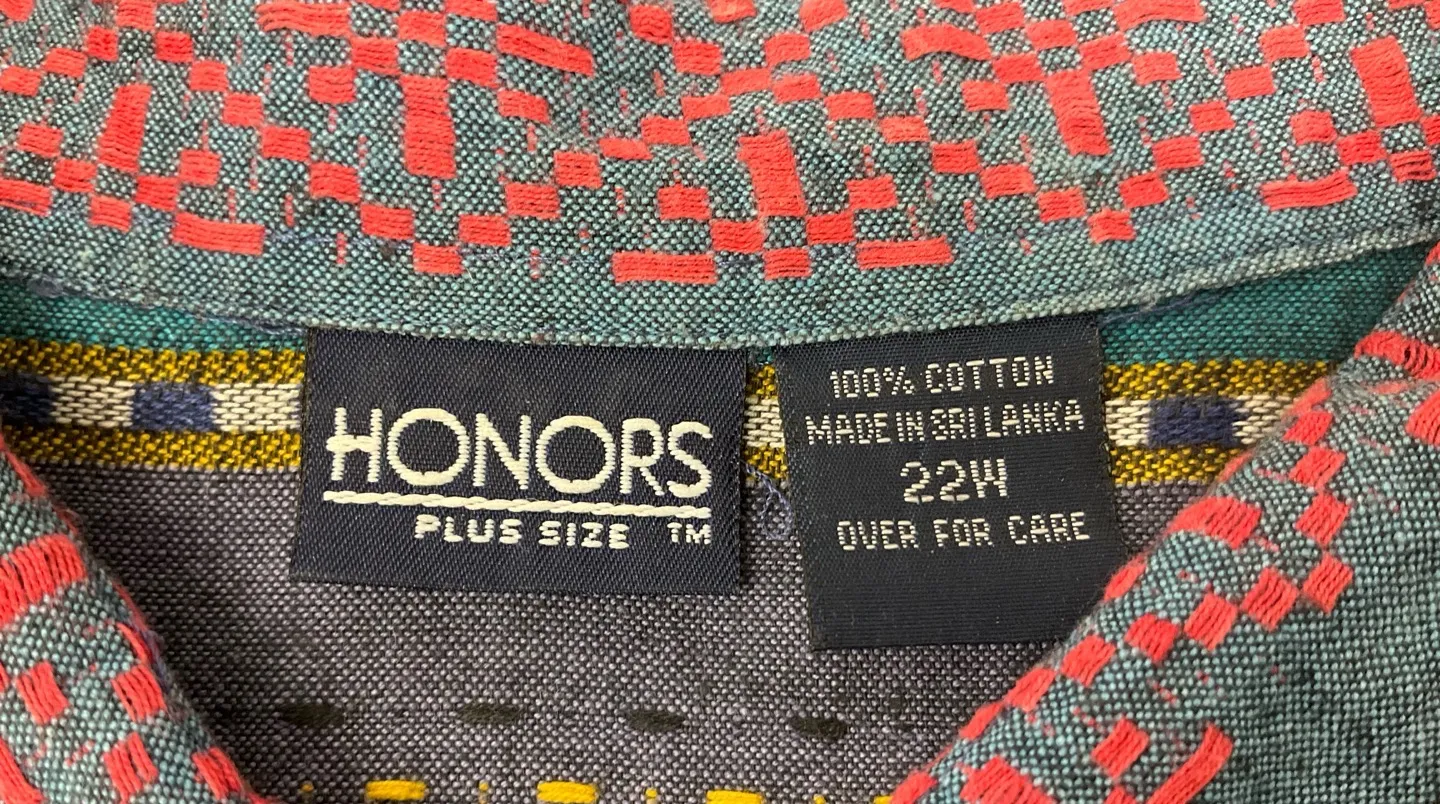 HONORS
PLUS SIZE ™
100% COTTON
MADE IN SRI LANKA
22W
OVER FOR CARE